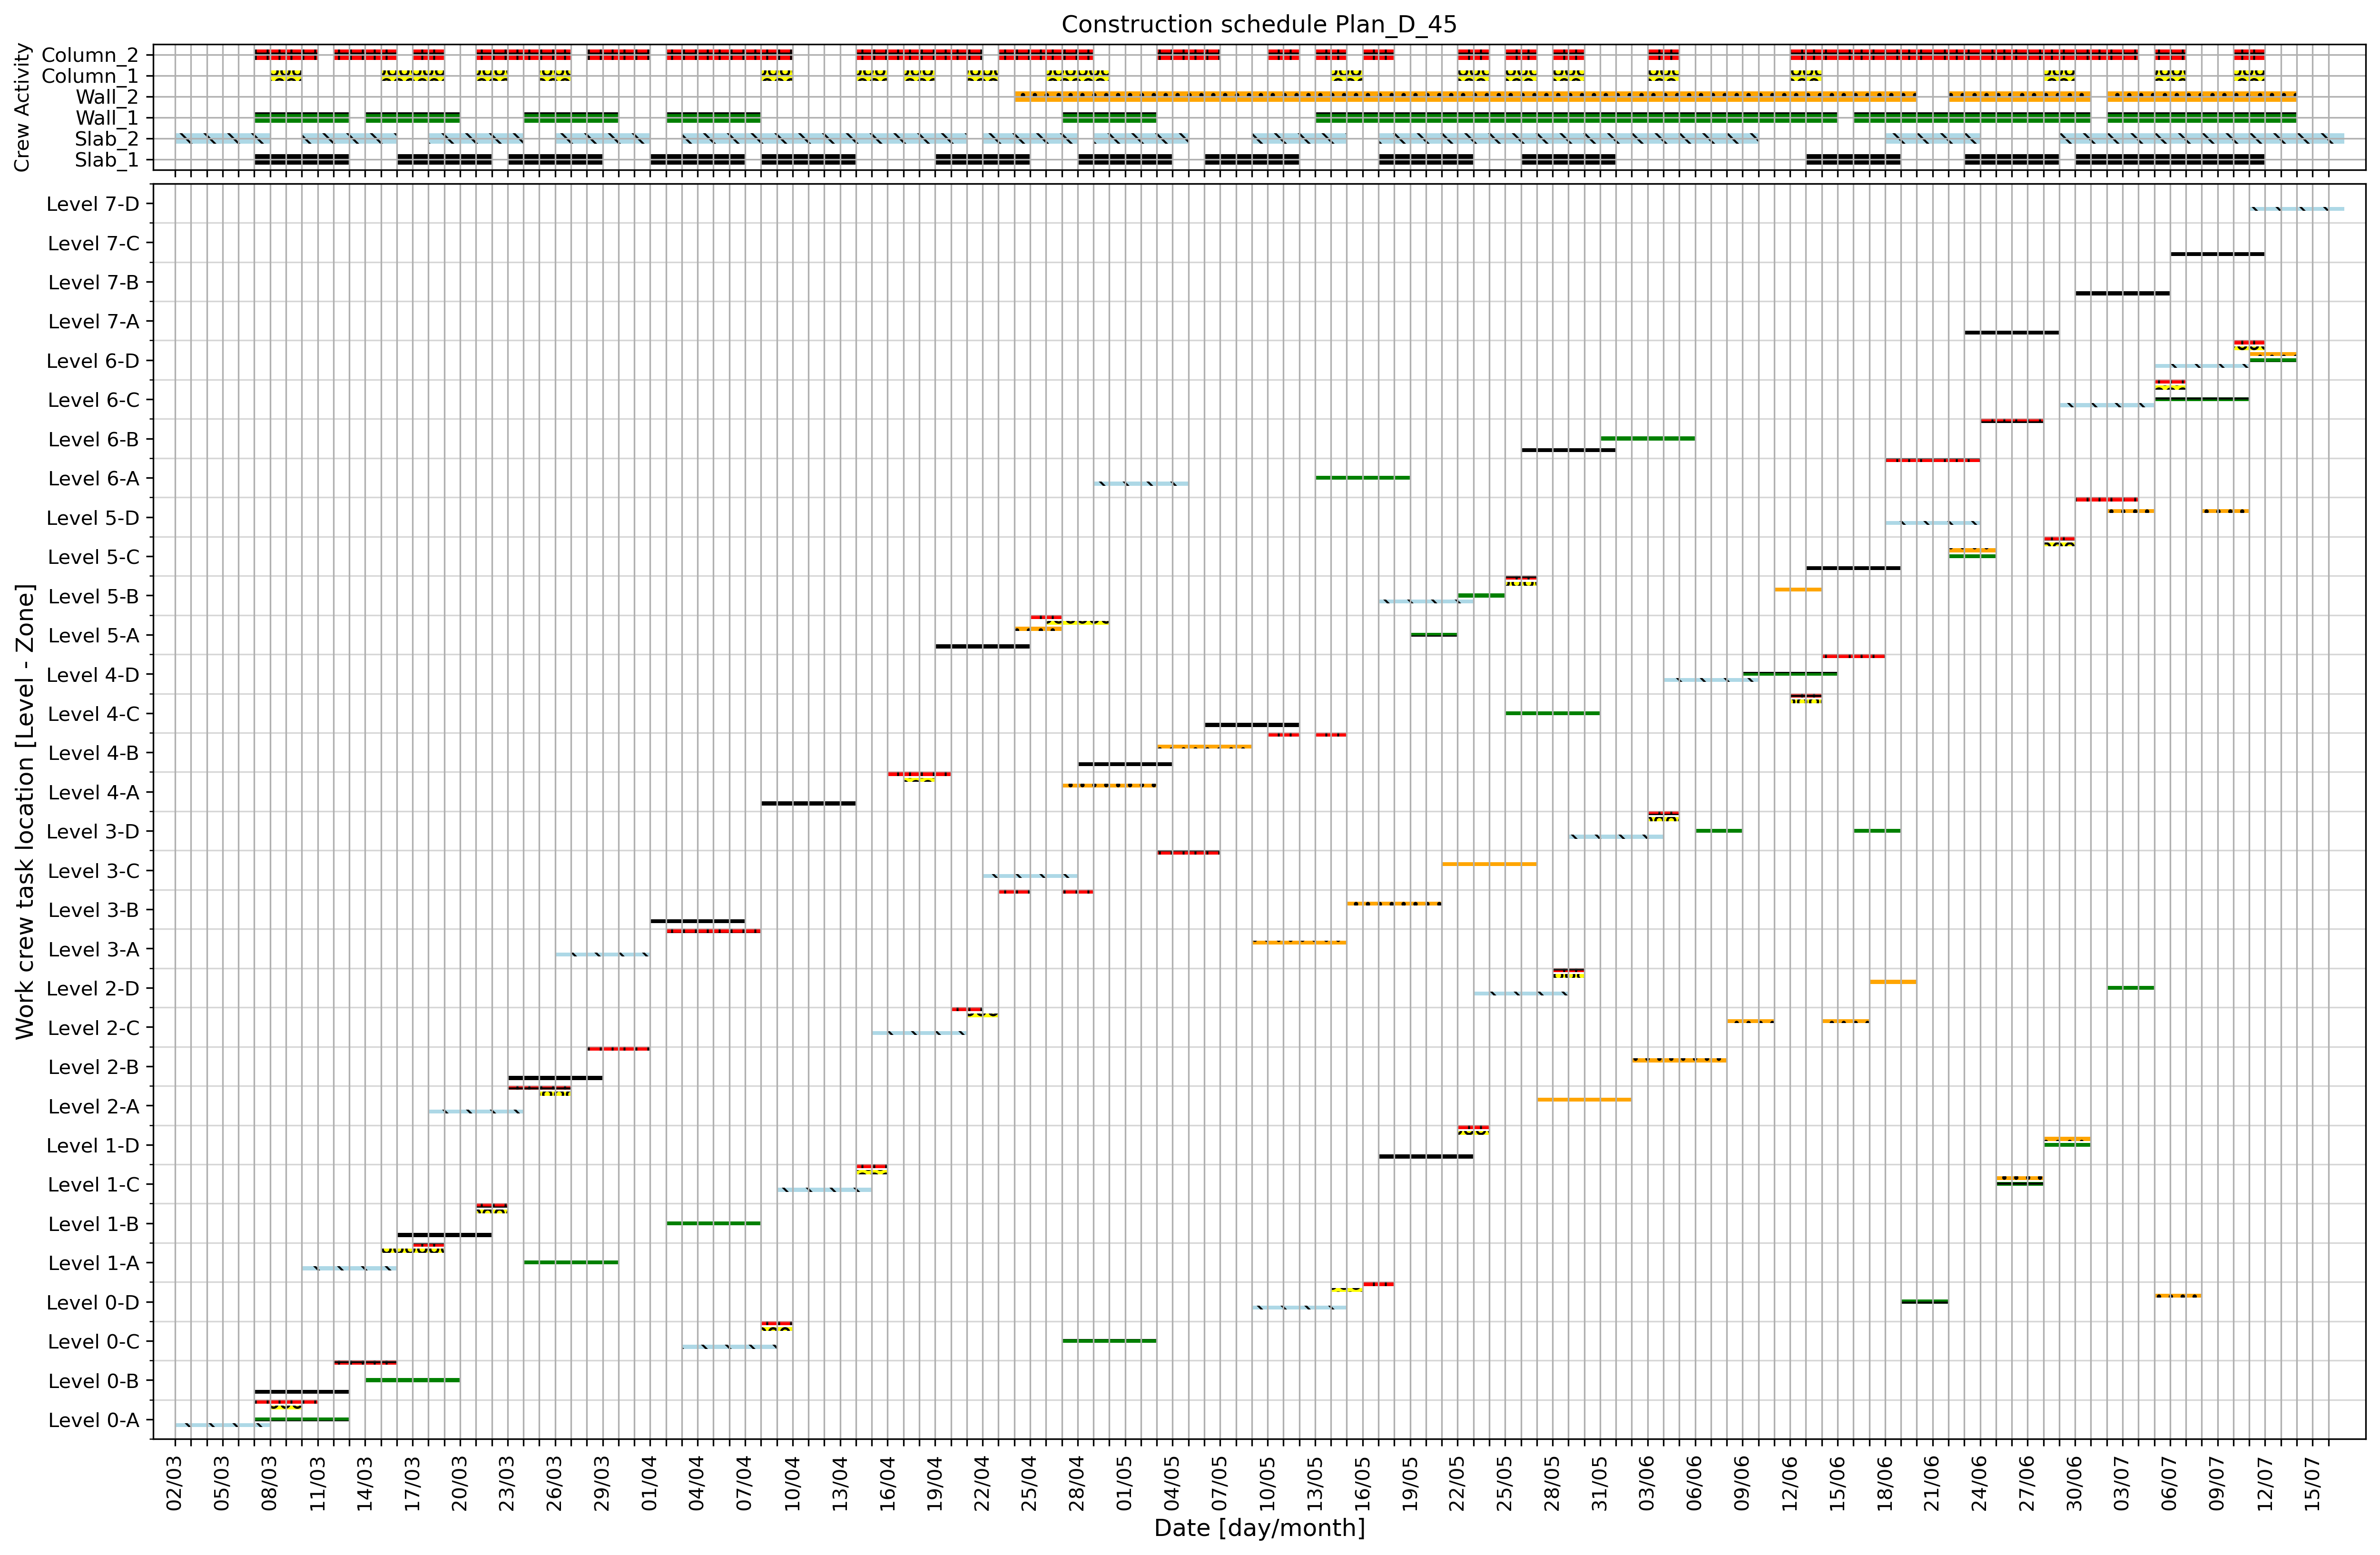 Construction schedule Plan_D_45
Crew Activity
Column_2
Column_1
Wall_2
Wall_1
Slab_2
Slab_1
Work crew task location [Level - Zone]
Level 7-D
Level 7-C
Level 7-B
Level 7-A
Level 6-D
Level 6-C
Level 6-B
Level 6-A
Level 5-D
Level 5-C
Level 5-B
Level 5-A
Level 4-D
Level 4-C
Level 4-B
Level 4-A
Level 3-D
Level 3-C
Level 3-B
Level 3-A
Level 2-D
Level 2-C
Level 2-B
Level 2-A
Level 1-D
Level 1-C
Level 1-B
Level 1-A
Level 0-D
Level 0-C
Level 0-B
Level 0-A
02/03
05/03
08/03
11/03
14/03
17/03
20/03
23/03
26/03
29/03
01/04
04/04
07/04
10/04
13/04
16/04
19/04
22/04
25/04
28/04
01/05
04/05
07/05
10/05
13/05
16/05
19/05
22/05
25/05
28/05
31/05
03/06
06/06
09/06
12/06
15/06
18/06
21/06
24/06
27/06
30/06
03/07
06/07
09/07
12/07
15/07
Date [day/month]